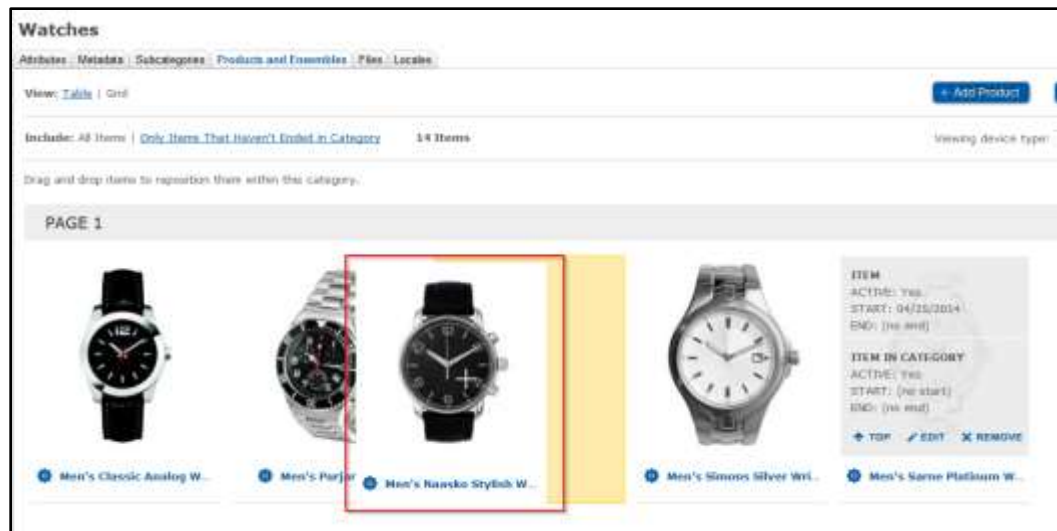 Watches
Attributes Metadata Subcategories Products and Ensembles Files Locales
View: Table | Grid
+ Add Product
Include: All Items | Only Items That Haven't Ended in Category 14 Items
Viewing device type:
Drag and drop items to reposition them within this category.
PAGE 1
ITEM
ACTIVE: Yes
START: 04/25/2014
END: (no end)
ITEM IN CATEGORY
ACTIVE: Yes
START: (no start)
END: (no end)
TOP EDIT REMOVE
Men's Classic Analog W...
Men's
Men's Naasko Stylish W...
Men's Simons Silver Wri...
Men's Sarne Platinum W...